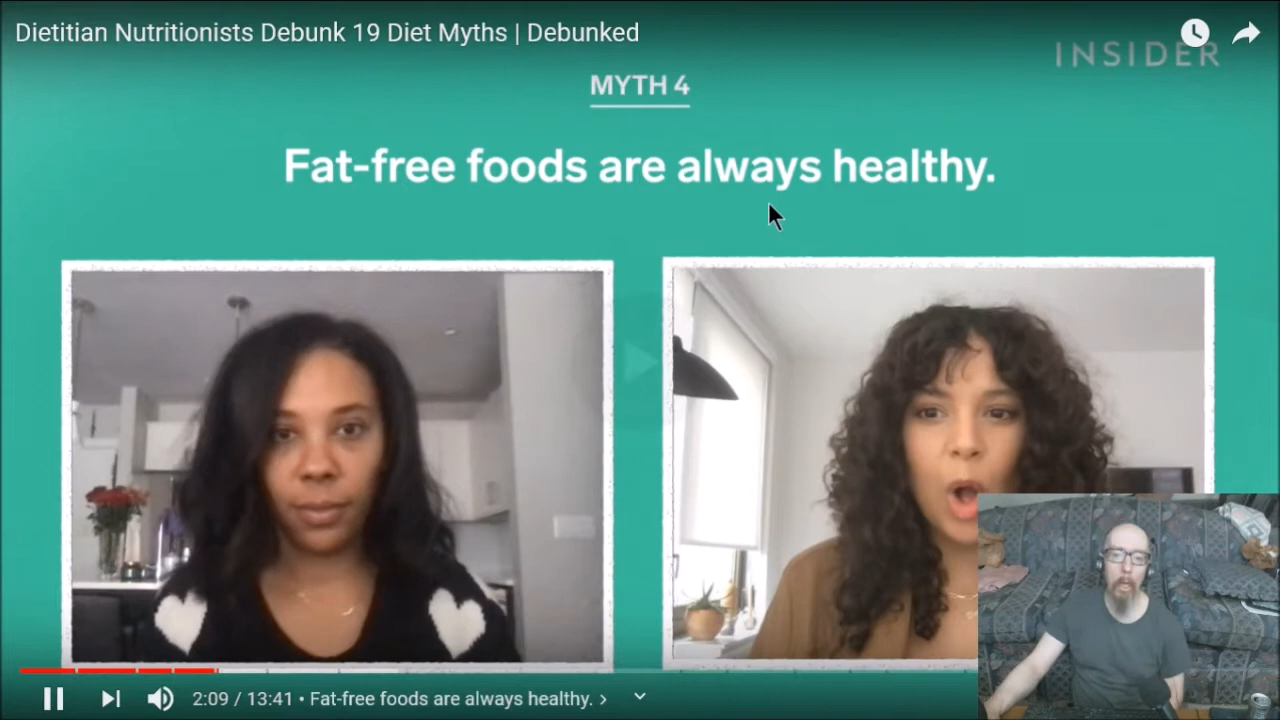 Dietitian Nutritionists Debunk 19 Diet Myths | Debunked
INSIDER
MYTH 4
Fat-free foods are always healthy.
2:09 / 13:41 • Fat-free foods are always healthy. >